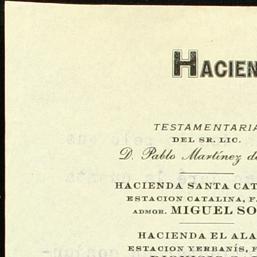 HACIEN
TESTAMENTARIA
DEL SR. LIC.
D. Pablo Martínez d
HACIENDA SANTA CAT
ESTACION CATALINA, F.
ADMOR. MIGUEL SO
HACIENDA EL ALA
ESTACION YERBANÍS, F